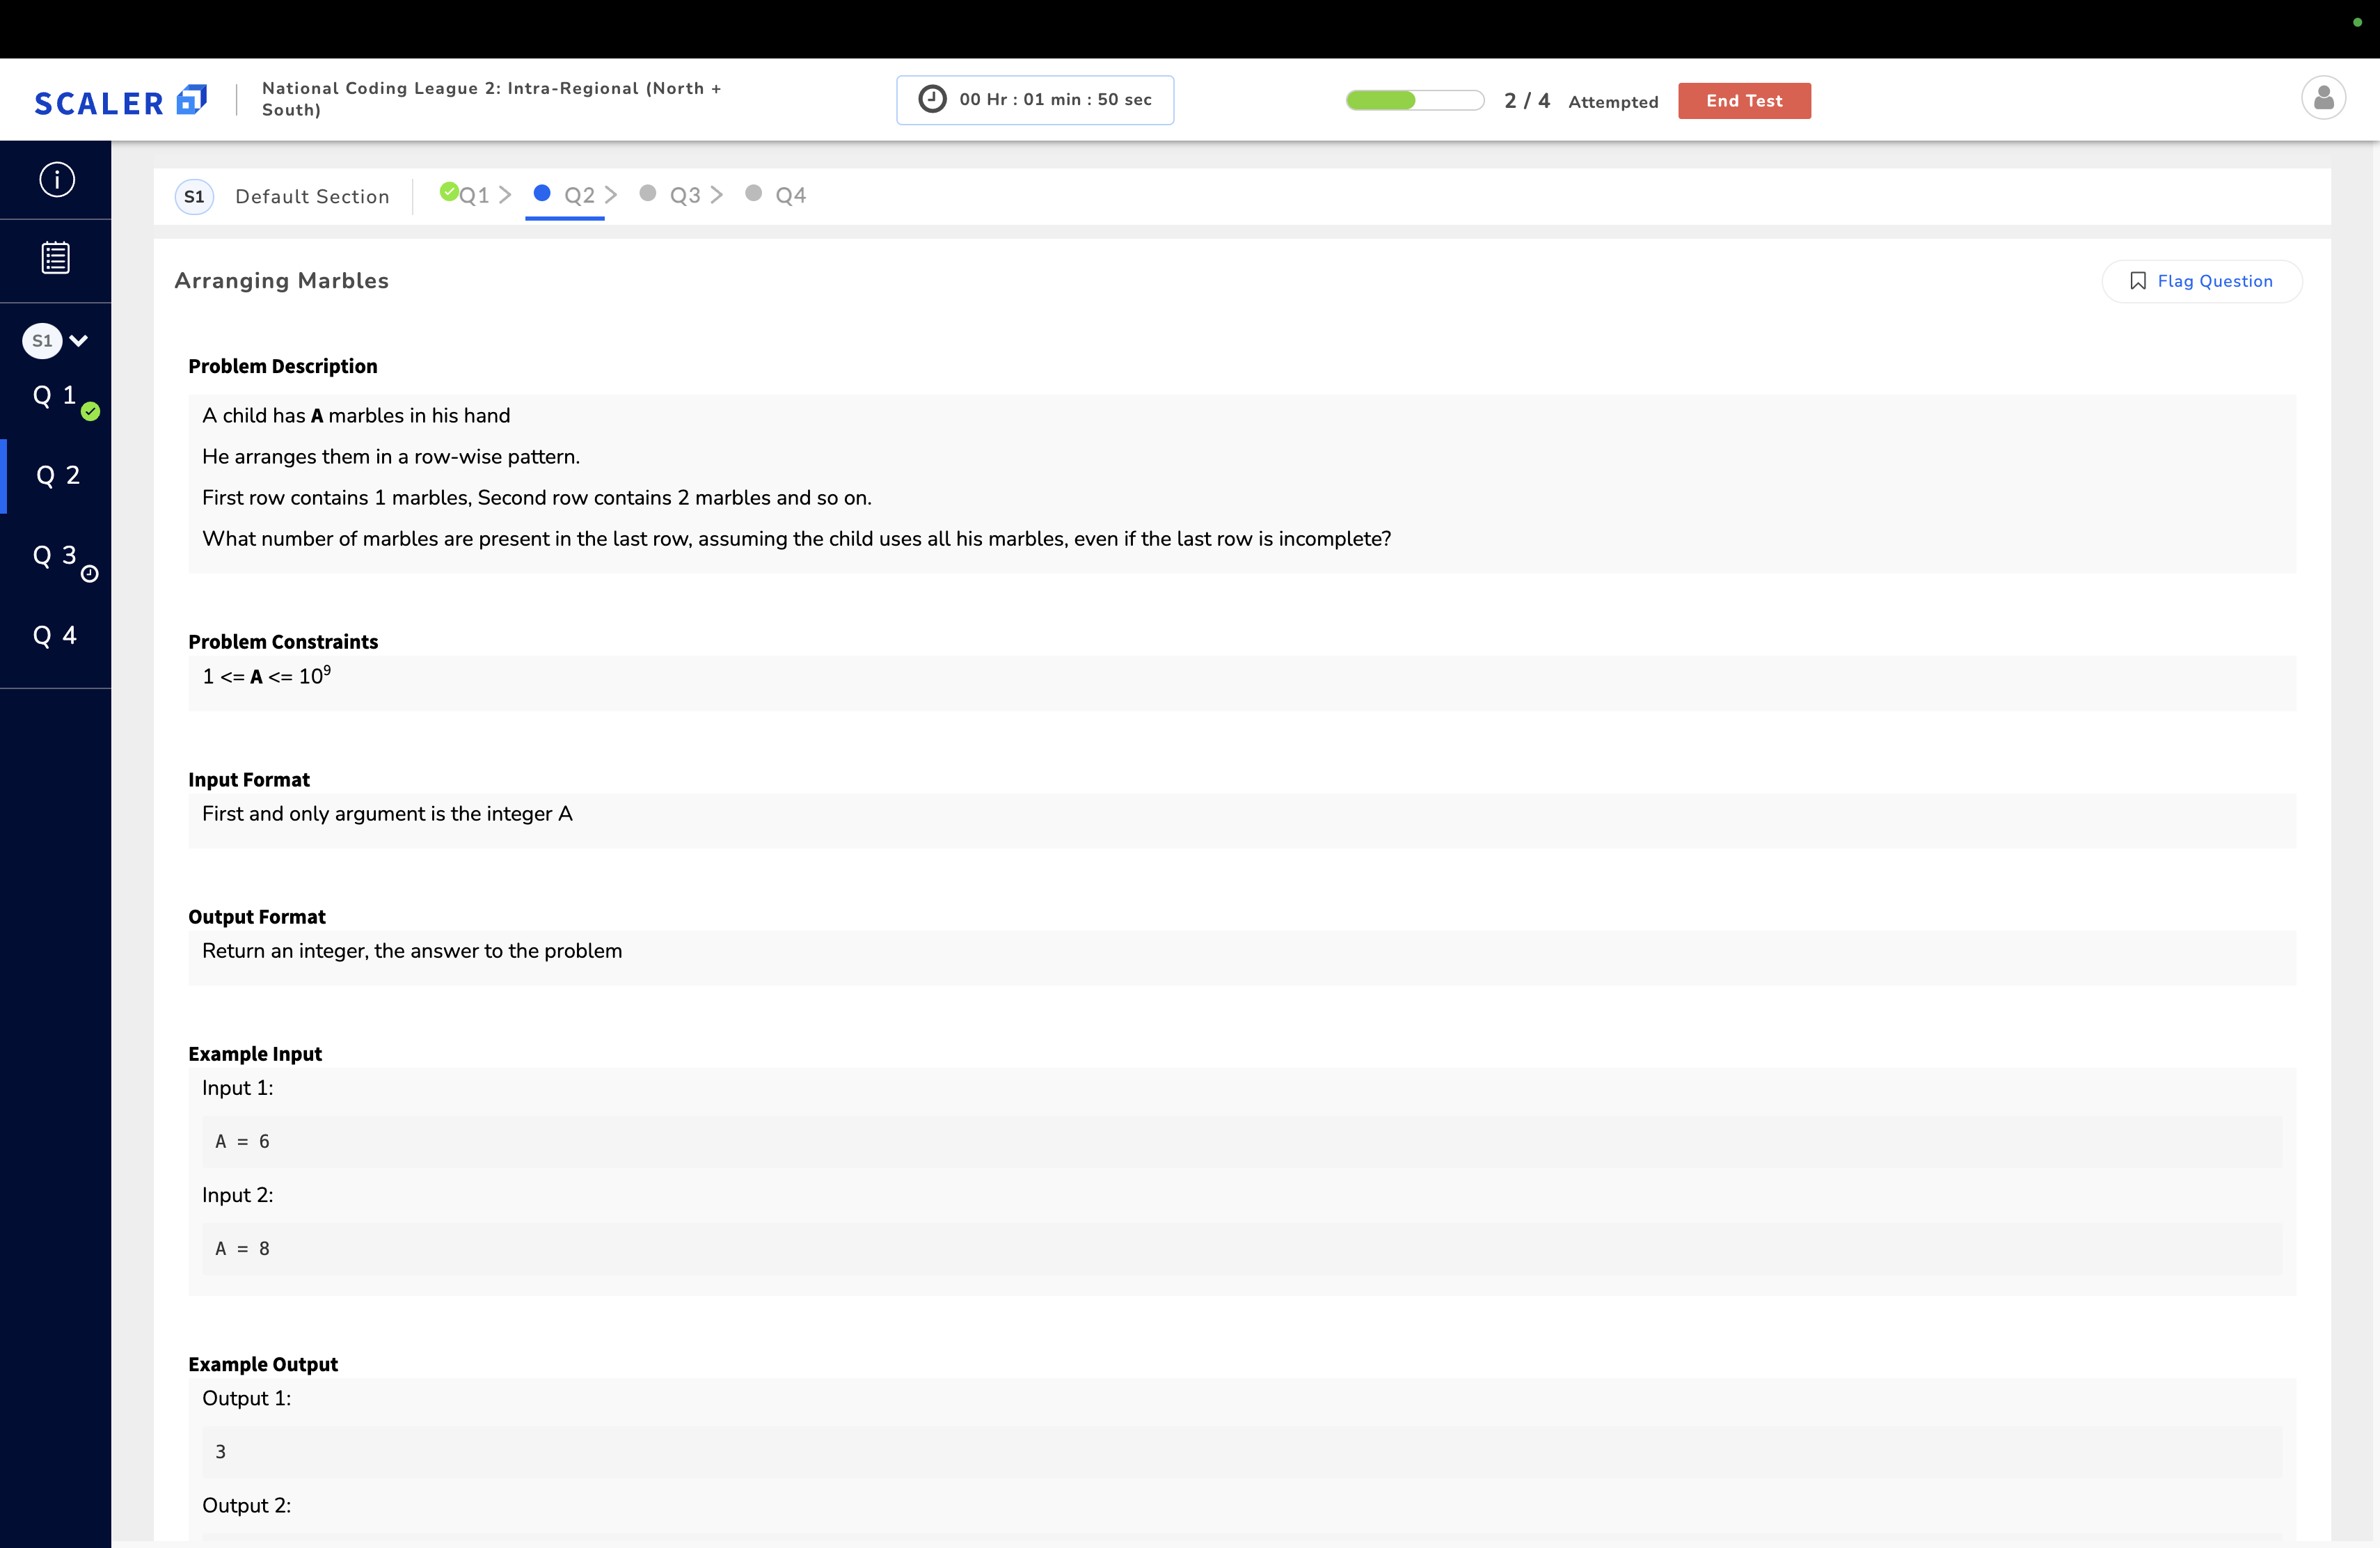 SCALER
National Coding League 2: Intra-Regional (North +
South)
00 Hr : 01 min : 50 sec
2 / 4 Attempted
End Test
S1 Default Section Q1 Q2 Q3 Q4
S1
Q 1
Q 2
Q 3
Q 4
Arranging Marbles
Flag Question
Problem Description
A child has A marbles in his hand
He arranges them in a row-wise pattern.
First row contains 1 marbles, Second row contains 2 marbles and so on.
What number of marbles are present in the last row, assuming the child uses all his marbles, even if the last row is incomplete?
Problem Constraints
1 <= A <= 10⁹
Input Format
First and only argument is the integer A
Output Format
Return an integer, the answer to the problem
Example Input
Input 1:
A = 6
Input 2:
A = 8
Example Output
Output 1:
3
Output 2: